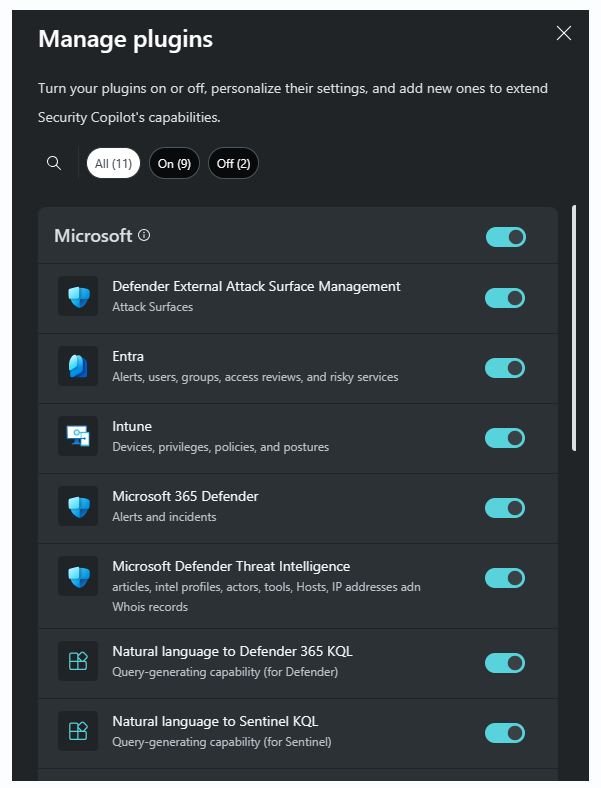 Manage plugins
Turn your plugins on or off, personalize their settings, and add new ones to extend
Security Copilot's capabilities.
All (11) On (9) Off (2)
Microsoft
Defender External Attack Surface Management
Attack Surfaces
Entra
Alerts, users, groups, access reviews, and risky services
Intune
Devices, privileges, policies, and postures
Microsoft 365 Defender
Alerts and incidents
Microsoft Defender Threat Intelligence
articles, intel profiles, actors, tools, Hosts, IP addresses adn
Whois records
Natural language to Defender 365 KQL
Query-generating capability (for Defender)
Natural language to Sentinel KQL
Query-generating capability (for Sentinel)